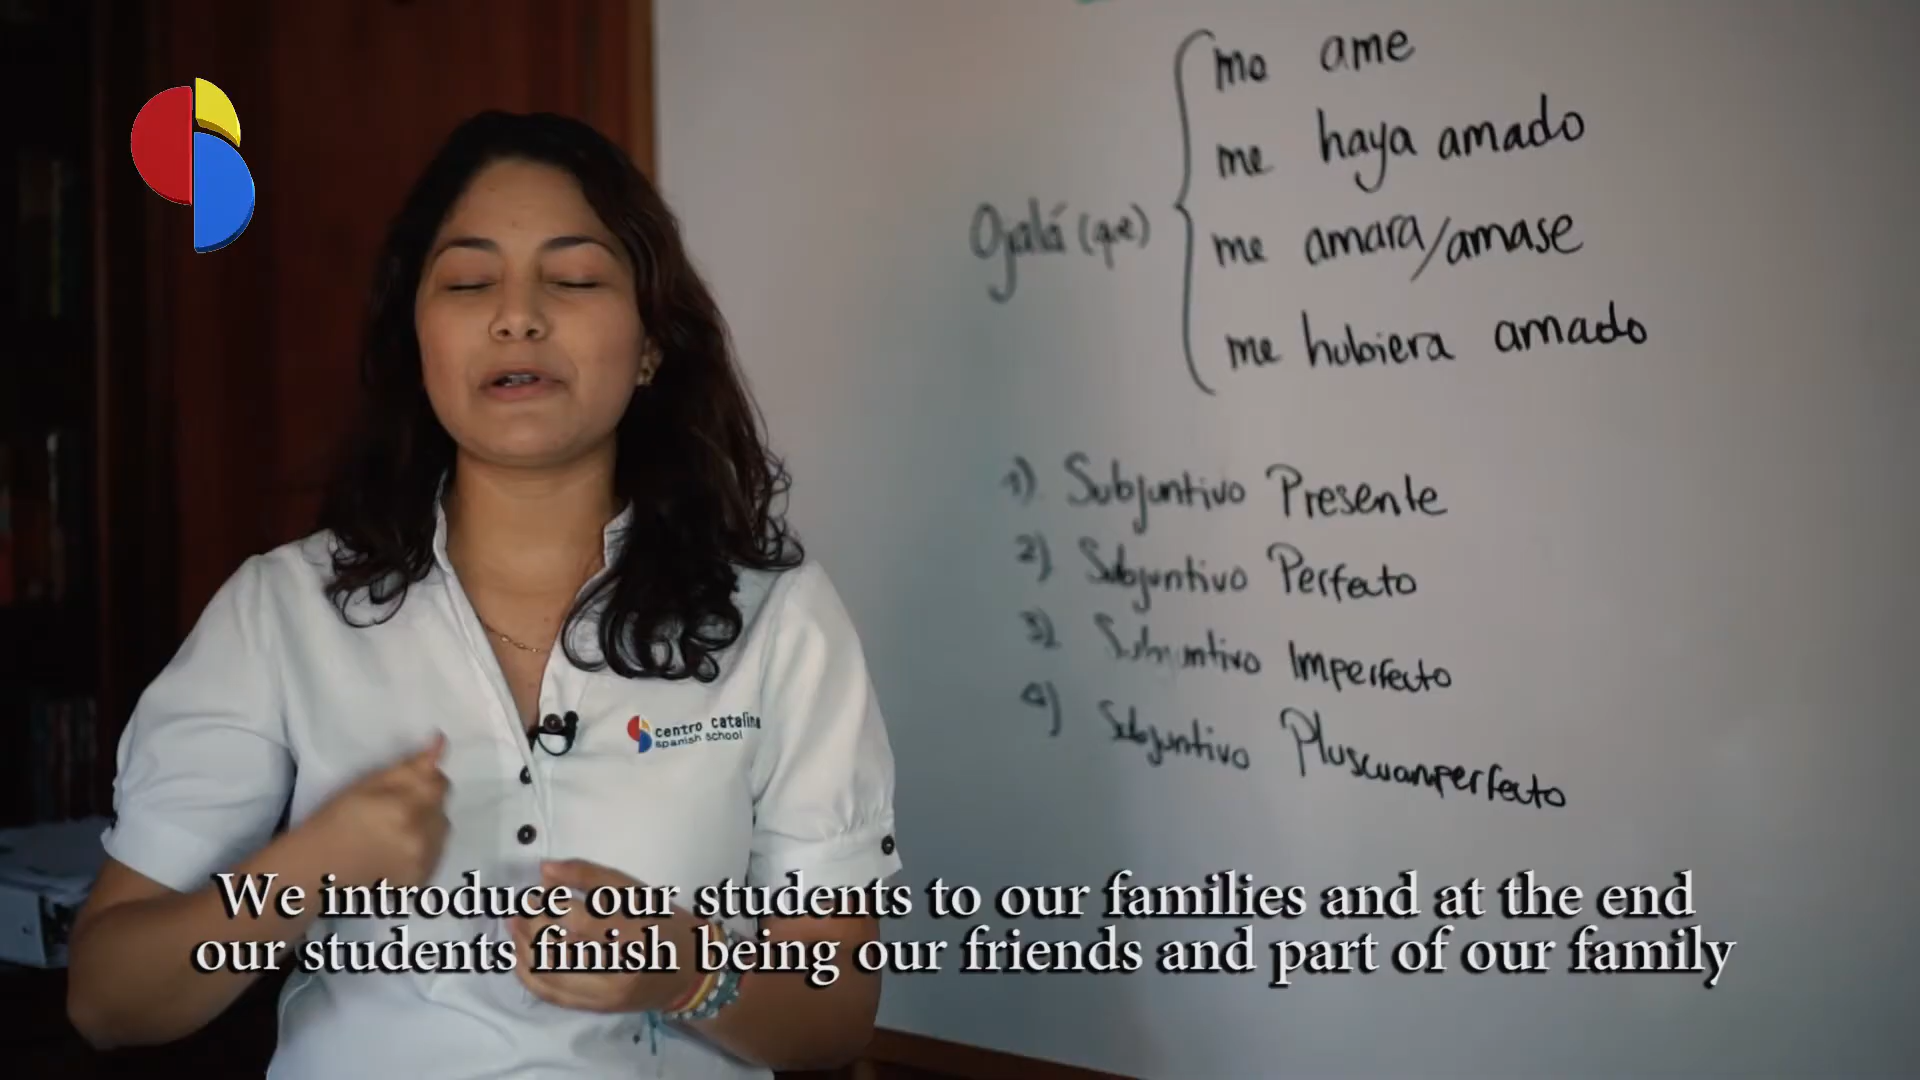 me ame
me haya amado
Ojalá (que)
me amara/amase
me hubiera amado
1) Subjuntivo Presente
2) Subjuntivo Perfecto
3) Subjuntivo Imperfecto
4) Subjuntivo Pluscuamperfecto
centro catalina
spanish school
We introduce our students to our families and at the end
our students finish being our friends and part of our family